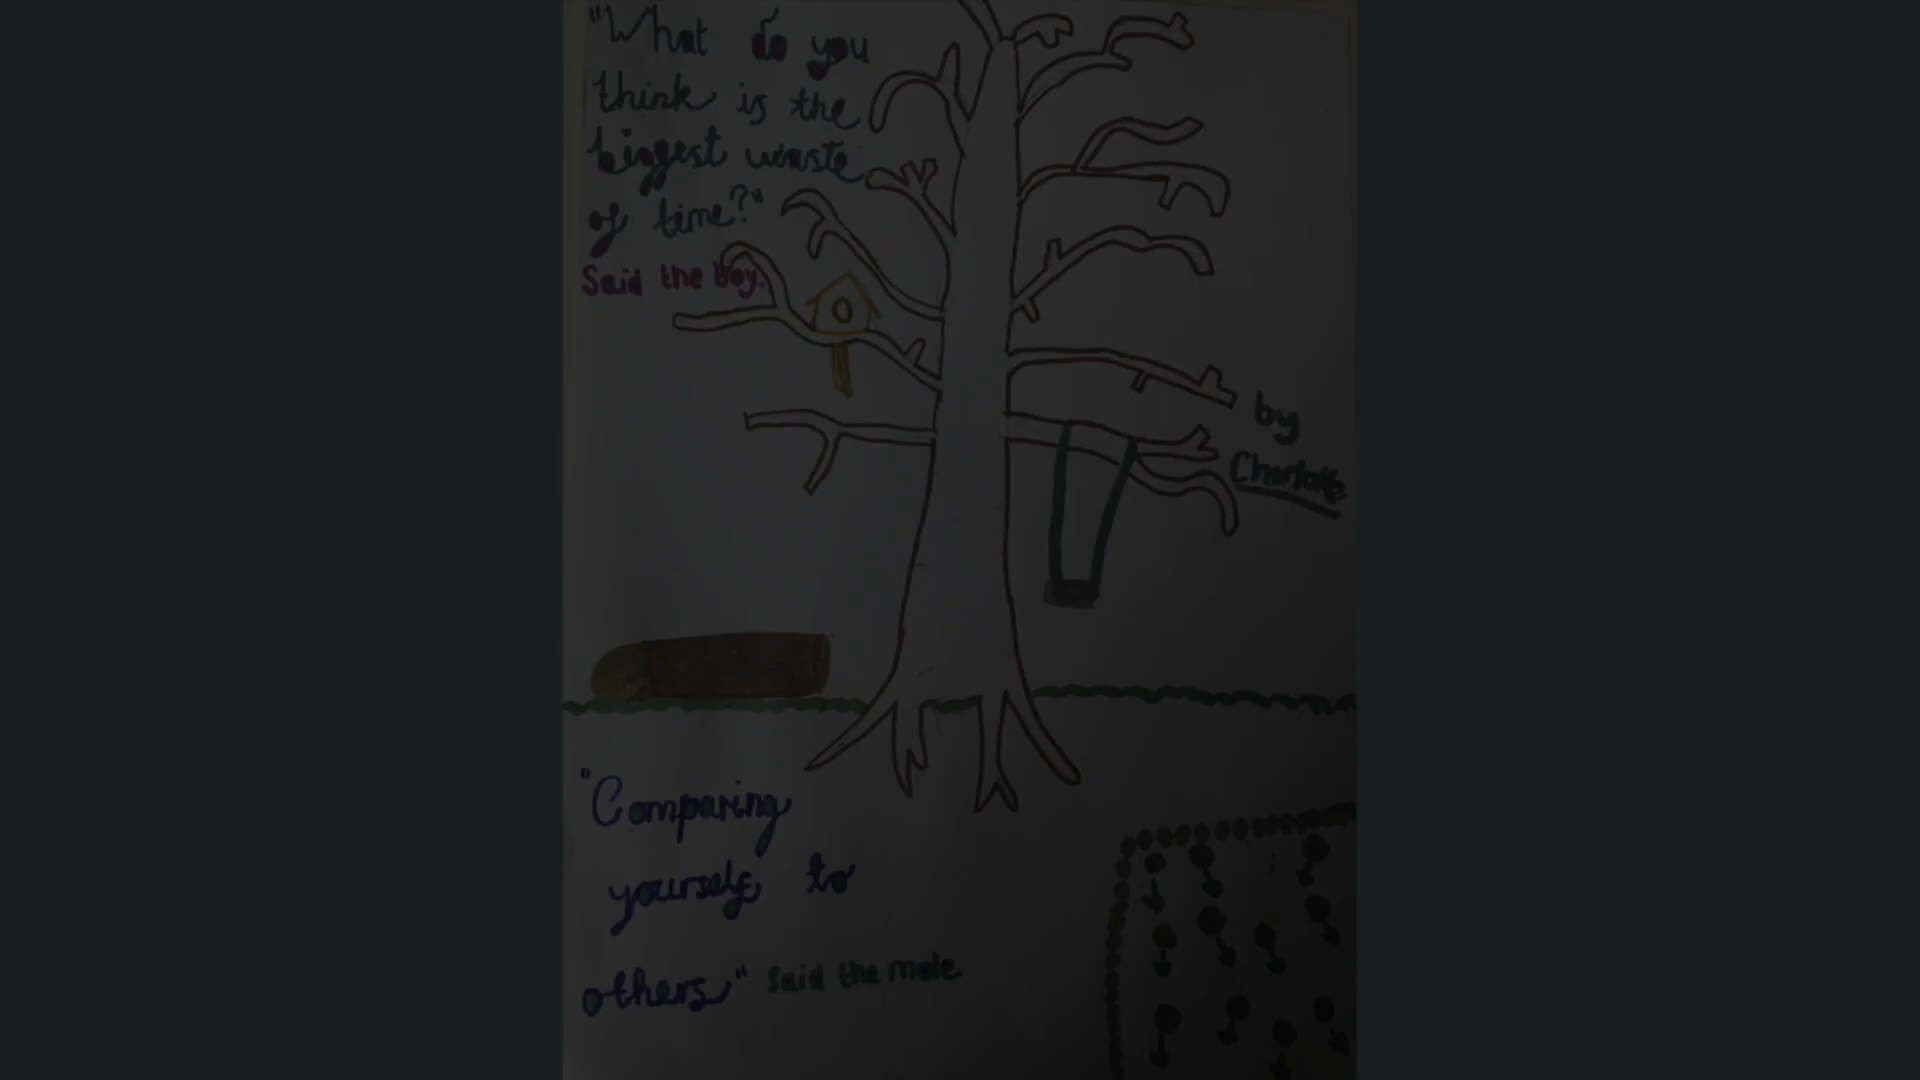 "What do you
think is the
biggest waste
of time?"
Said the boy.
by
Charlotte
"Comparing
yourself to
others" Said the mole